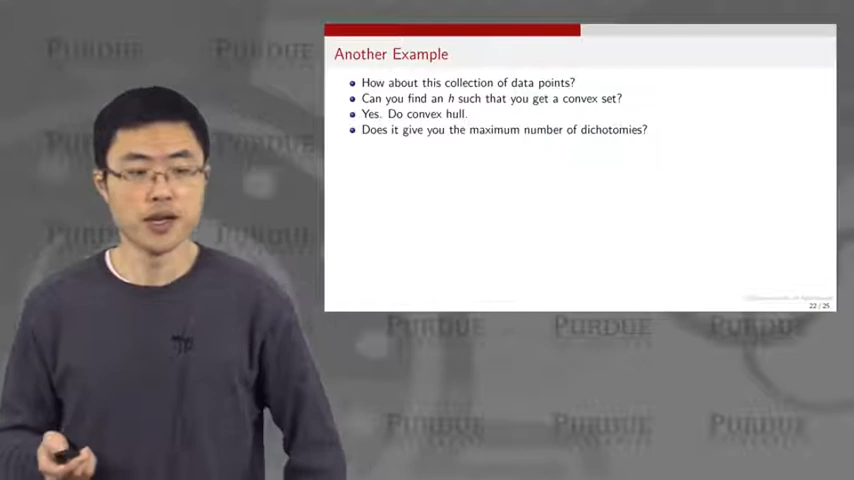 PURDUE
PURDUE
Another Example
How about this collection of data points?
Can you find an h such that you get a convex set?
Yes. Do convex hull.
Does it give you the maximum number of dichotomies?
22 / 25
PURDUE
PURDUE
PURDUE
PURDUE
PURDUE
PURDUE